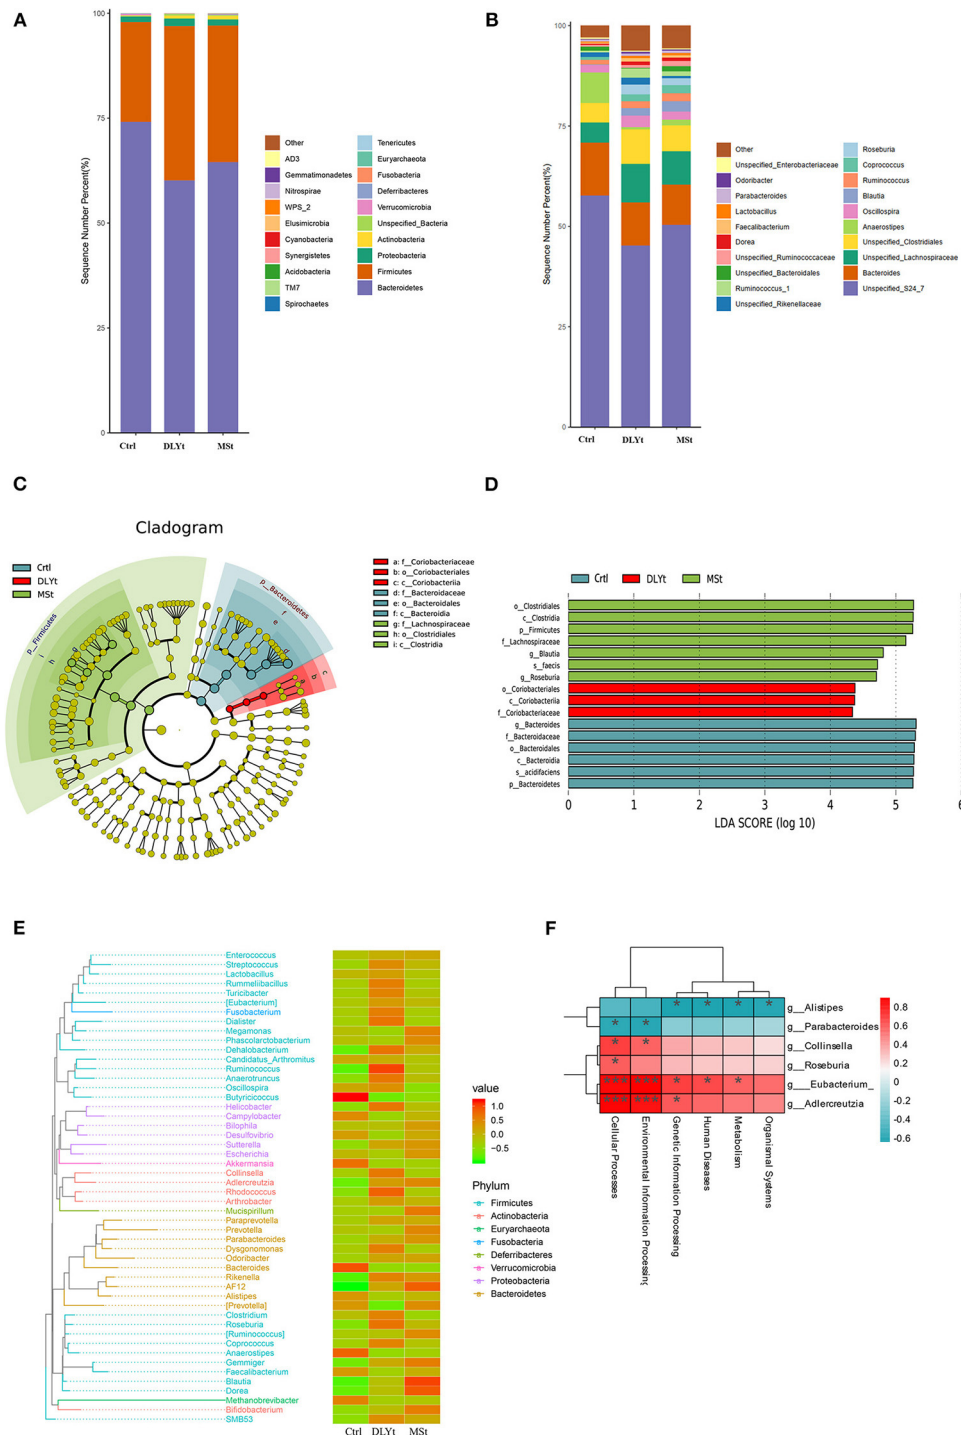 A
Sequence Number Percent(%)
100
75
50
25
0
Ctrl DLYt MSt
Other
AD3
Gemmatimonadetes
Nitrospirae
WPS_2
Elusimicrobia
Cyanobacteria
Synergistetes
Acidobacteria
TM7
Spirochaetes
Tenericutes
Euryarchaeota
Fusobacteria
Deferribacteres
Verrucomicrobia
Unspecified_Bacteria
Actinobacteria
Proteobacteria
Firmicutes
Bacteroidetes
B
Sequence Number Percent(%)
100
75
50
25
0
Ctrl DLYt MSt
Other
Unspecified_Enterobacteriaceae
Odoribacter
Parabacteroides
Lactobacillus
Faecalibacterium
Dorea
Unspecified_Ruminococcaceae
Unspecified_Bacteroidales
Ruminococcus_1
Unspecified_Rikenellaceae
Roseburia
Coprococcus
Ruminococcus
Blautia
Oscillospira
Anaerostipes
Unspecified_Clostridiales
Unspecified_Lachnospiraceae
Bacteroides
Unspecified_S24_7
C
Cladogram
Crtl
DLYt
MSt
p__Firmicutes
i
h
g
p__Bacteroidetes
f
e
d
c
b
a
a: f__Coriobacteriaceae
b: o__Coriobacteriales
c: c__Coriobacteriia
d: f__Bacteroidaceae
e: o__Bacteroidales
f: c__Bacteroidia
g: f__Lachnospiraceae
h: o__Clostridiales
i: c__Clostridia
D
Crtl DLYt MSt
o__Clostridiales
c__Clostridia
p__Firmicutes
f__Lachnospiraceae
g__Blautia
s__faecis
g__Roseburia
o__Coriobacteriales
c__Coriobacteriia
f__Coriobacteriaceae
g__Bacteroides
f__Bacteroidaceae
o__Bacteroidales
c__Bacteroidia
s__acidifaciens
p__Bacteroidetes
0 1 2 3 4 5 6
LDA SCORE (log 10)
E
Enterococcus
Streptococcus
Lactobacillus
Rummeliibacillus
Turicibacter
[Eubacterium]
Fusobacterium
Dialister
Megamonas
Phascolarctobacterium
Dehalobacterium
Candidatus_Arthromitus
Ruminococcus
Anaerotruncus
Oscillospira
Butyricicoccus
Helicobacter
Campylobacter
Bilophila
Desulfovibrio
Sutterella
Escherichia
Akkermansia
Collinsella
Adlercreutzia
Rhodococcus
Arthrobacter
Mucispirillum
Paraprevotella
Prevotella
Parabacteroides
Dysgonomonas
Odoribacter
Bacteroides
Rikenella
AF12
Alistipes
[Prevotella]
Clostridium
Roseburia
[Ruminococcus]
Coprococcus
Anaerostipes
Gemmiger
Faecalibacterium
Blautia
Dorea
Methanobrevibacter
Bifidobacterium
SMB53
Ctrl DLYt MSt
value
1.0
0.5
0.0
−0.5
Phylum
Firmicutes
Actinobacteria
Euryarchaeota
Fusobacteria
Deferribacteres
Verrucomicrobia
Proteobacteria
Bacteroidetes
F
* * * * g__Alistipes
* * g__Parabacteroides
* * g__Collinsella
* g__Roseburia
*** *** * * * g___Eubacterium_
*** *** * g__Adlercreutzia
Cellular Processes
Environmental Information Processing
Genetic Information Processing
Human Diseases
Metabolism
Organismal Systems
0.8
0.6
0.4
0.2
0
-0.2
-0.4
-0.6